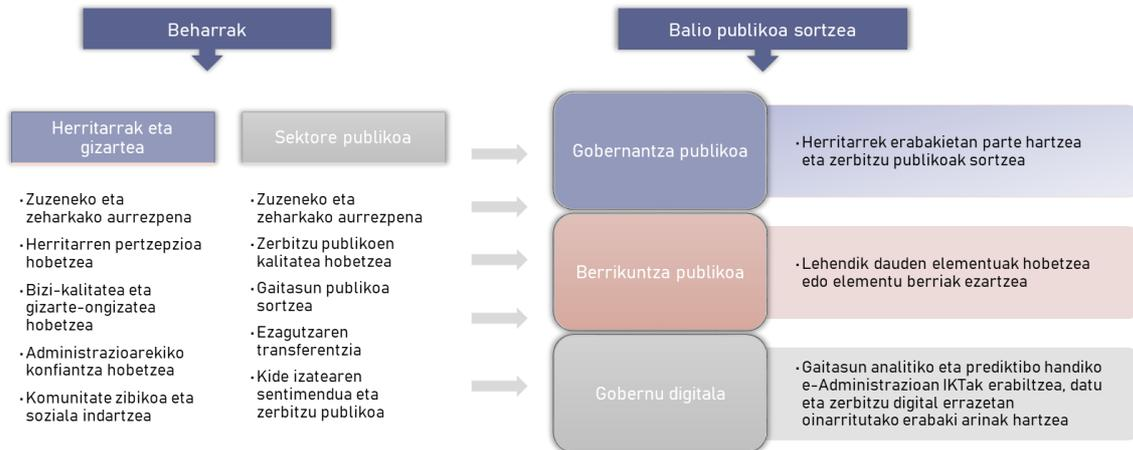 Beharrak
Herritarrak eta
gizartea
· Zuzeneko eta
zeharkako aurrezpena
· Herritarren pertzepzioa
hobetzea
· Bizi-kalitatea eta
gizarte-ongizatea
hobetzea
· Administrazioarekiko
konfiantza hobetzea
· Komunitate zibikoa eta
soziala indartzea
Sektore publikoa
· Zuzeneko eta
zeharkako aurrezpena
· Zerbitzu publikoen
kalitatea hobetzea
· Gaitasun publikoa
sortzea
· Ezagutzaren
transferentzia
· Kide izatearen
sentimendua eta
zerbitzu publikoa
Balio publikoa sortzea
Gobernantza publikoa
· Herritarrek erabakietan parte hartzea
eta zerbitzu publikoak sortzea
Berrikuntza publikoa
· Lehendik dauden elementuak hobetzea
edo elementu berriak ezartzea
Gobernu digitala
· Gaitasun analitiko eta prediktibo handiko
e-Administrazioan IKTak erabiltzea, datu
eta zerbitzu digital errazetan
oinarritutako erabaki arinak hartzea